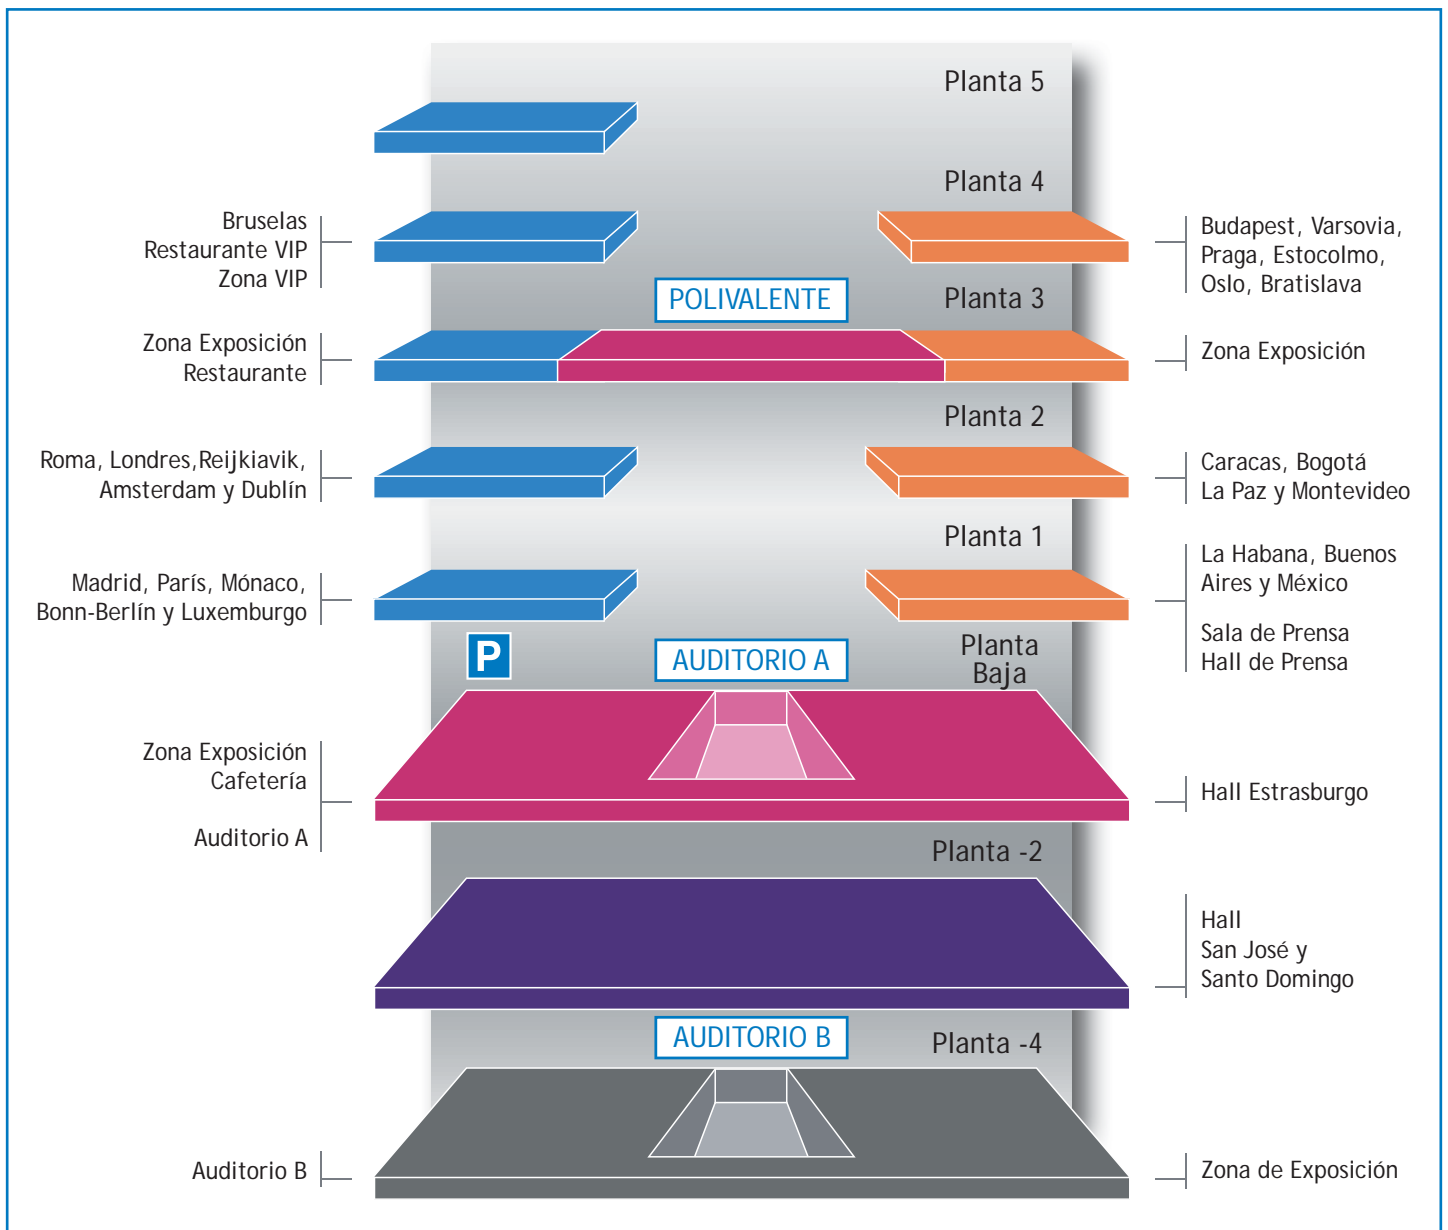 Planta 5
Planta 4
Bruselas
Restaurante VIP
Zona VIP
Budapest, Varsovia,
Praga, Estocolmo,
Oslo, Bratislava
POLIVALENTE
Planta 3
Zona Exposición
Restaurante
Zona Exposición
Planta 2
Roma, Londres,Reijkiavik,
Amsterdam y Dublín
Caracas, Bogotá
La Paz y Montevideo
Planta 1
Madrid, París, Mónaco,
Bonn-Berlín y Luxemburgo
La Habana, Buenos
Aires y México
Sala de Prensa
Hall de Prensa
P
AUDITORIO A
Planta
Baja
Zona Exposición
Cafetería
Auditorio A
Hall Estrasburgo
Planta -2
Hall
San José y
Santo Domingo
AUDITORIO B
Planta -4
Auditorio B
Zona de Exposición